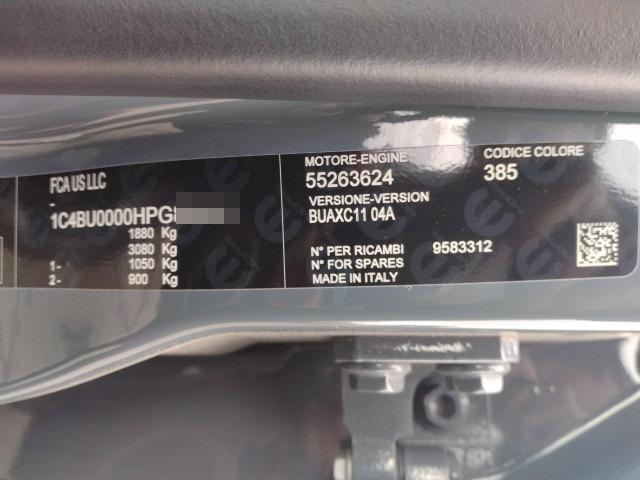 FCA US LLC
-
1C4BU0000HPG
1880 Kg
3080 Kg
1- 1050 Kg
2- 900 Kg
MOTORE-ENGINE
55263624
VERSIONE-VERSION
BUAXC11 04A
CODICE COLORE
385
N° PER RICAMBI 9583312
N° FOR SPARES
MADE IN ITALY